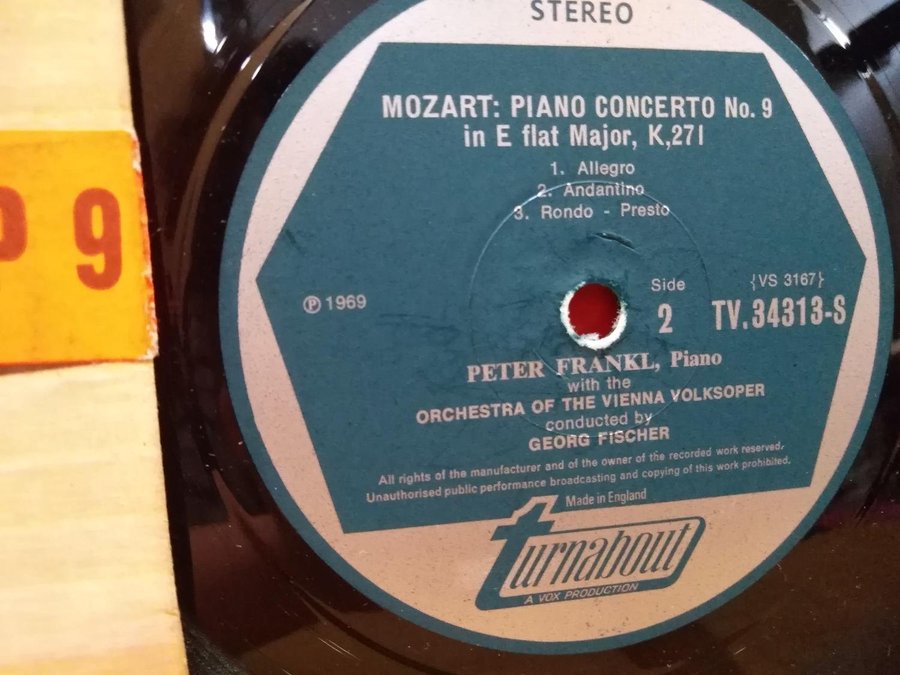 STEREO
MOZART: PIANO CONCERTO No. 9
in E flat Major, K,271
1. Allegro
2. Andantino
3. Rondo - Presto
P 9
℗ 1969
Side
2
{VS 3167}
TV.34313-S
PETER FRANKL, Piano
with the
ORCHESTRA OF THE VIENNA VOLKSOPER
conducted by
GEORG FISCHER
All rights of the manufacturer and of the owner of the recorded work reserved.
Unauthorised public performance broadcasting and copying of this work prohibited.
Made in England
turnabout
A VOX PRODUCTION